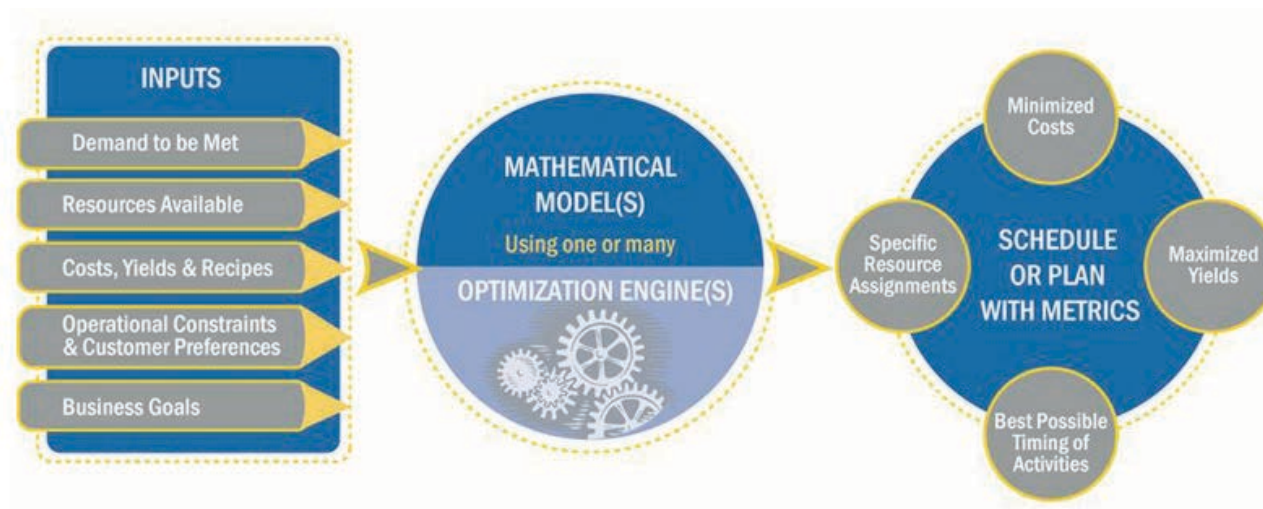 INPUTS
Demand to be Met
Resources Available
Costs, Yields & Recipes
Operational Constraints
& Customer Preferences
Business Goals
MATHEMATICAL
MODEL(S)
Using one or many
OPTIMIZATION ENGINE(S)
Minimized
Costs
Specific
Resource
Assignments
SCHEDULE
OR PLAN
WITH METRICS
Maximized
Yields
Best Possible
Timing of
Activities